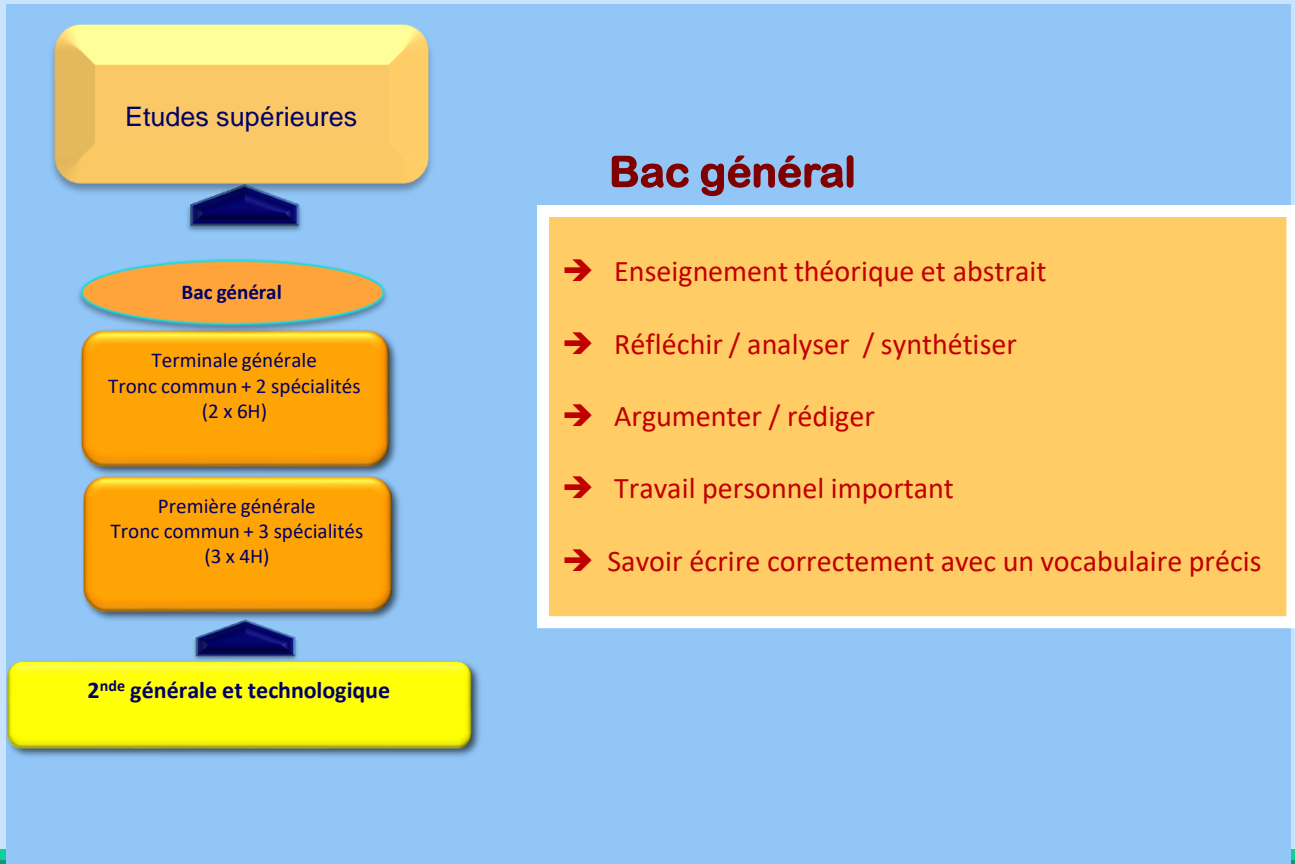 Etudes supérieures
Bac général
Terminale générale
Tronc commun + 2 spécialités
(2 x 6H)
Première générale
Tronc commun + 3 spécialités
(3 x 4H)
2nde générale et technologique
Bac général
➔ Enseignement théorique et abstrait
➔ Réfléchir / analyser / synthétiser
➔ Argumenter / rédiger
➔ Travail personnel important
➔ Savoir écrire correctement avec un vocabulaire précis